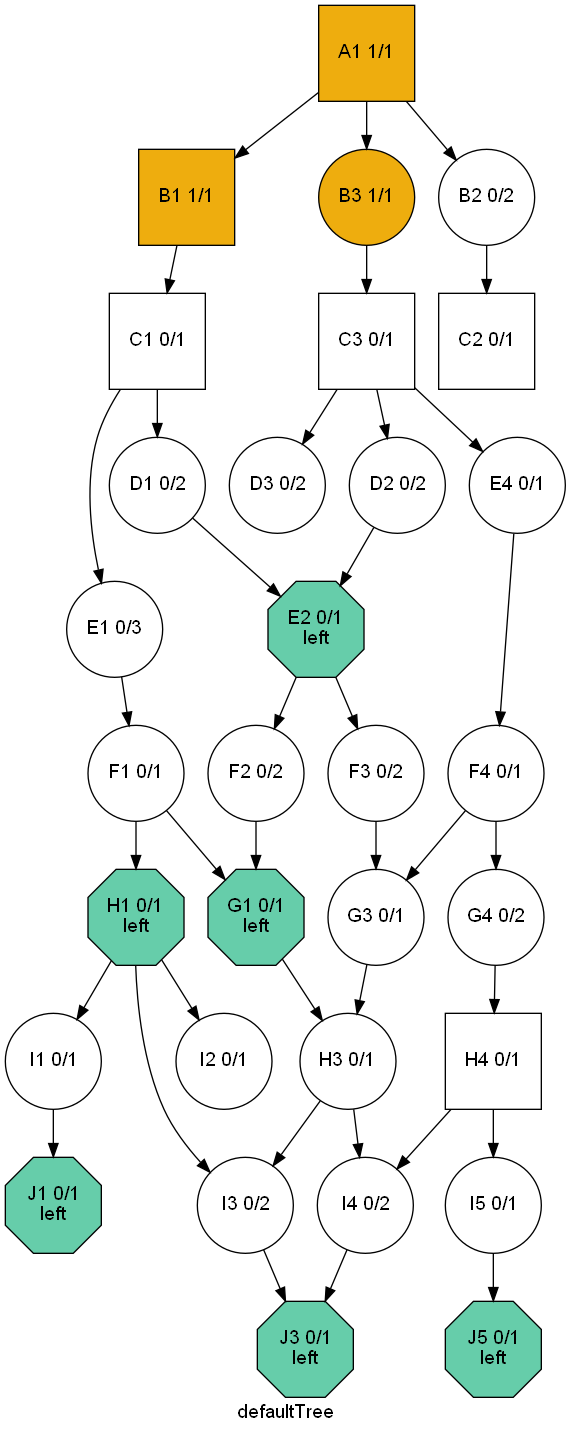 A1 1/1
B1 1/1
B3 1/1
B2 0/2
C1 0/1
C3 0/1
C2 0/1
D1 0/2
D3 0/2
D2 0/2
E4 0/1
E1 0/3
E2 0/1
left
F1 0/1
F2 0/2
F3 0/2
F4 0/1
H1 0/1
left
G1 0/1
left
G3 0/1
G4 0/2
I1 0/1
I2 0/1
H3 0/1
H4 0/1
J1 0/1
left
I3 0/2
I4 0/2
I5 0/1
J3 0/1
left
J5 0/1
left
defaultTree